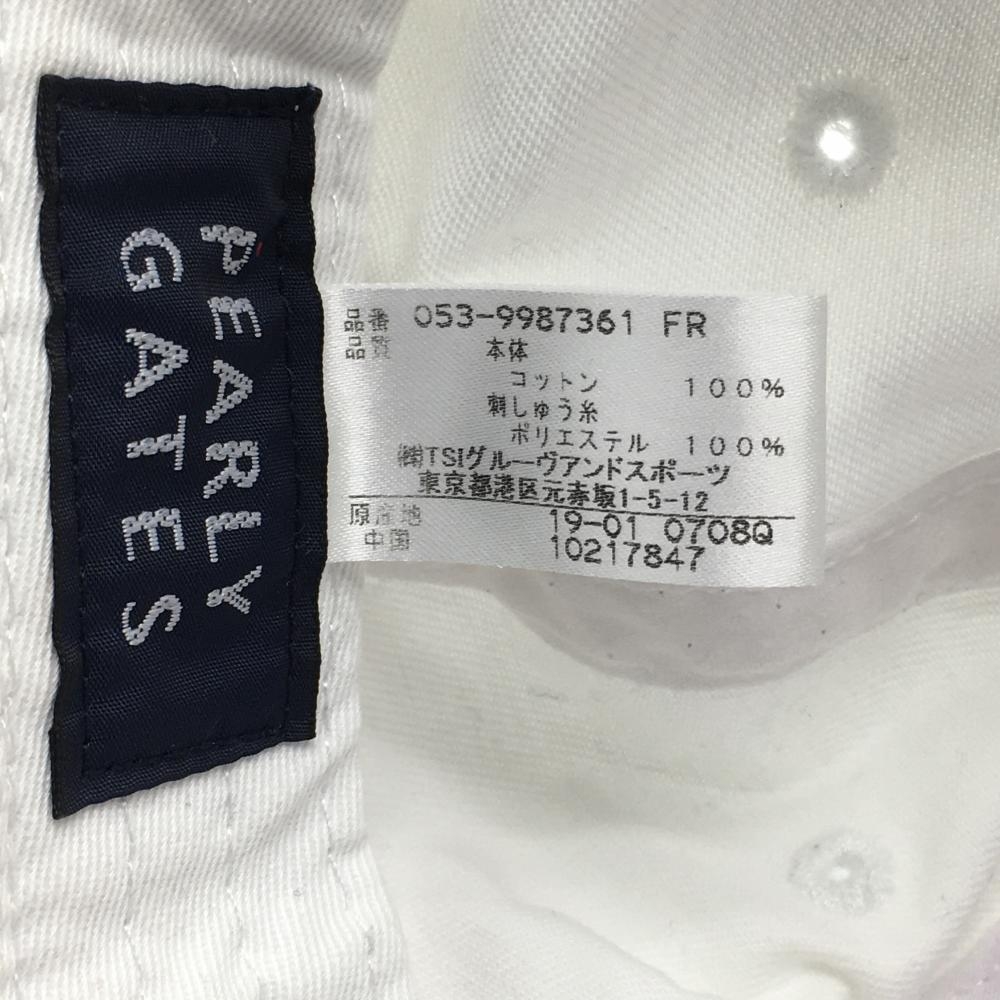 PEARLY
GATES
品番 053-9987361 FR
品質 本体
コットン 100%
刺しゅう糸
ポリエステル 100%
㈱TSIグルーヴアンドスポーツ
東京都港区元赤坂1-5-12
原産地 19-01 0708Q
中国 10217847